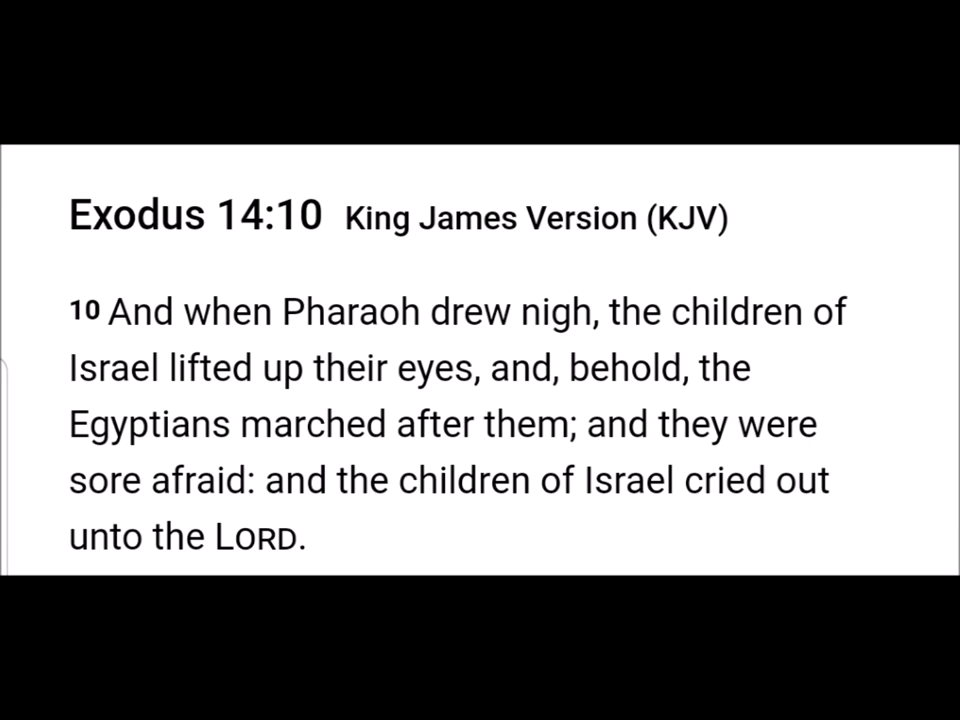 Exodus 14:10 King James Version (KJV)
10 And when Pharaoh drew nigh, the children of
Israel lifted up their eyes, and, behold, the
Egyptians marched after them; and they were
sore afraid: and the children of Israel cried out
unto the LORD.